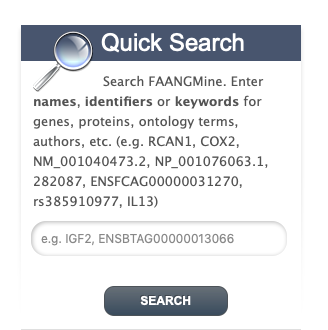 Quick Search
Search FAANGMine. Enter
names, identifiers or keywords for
genes, proteins, ontology terms,
authors, etc. (e.g. RCAN1, COX2,
NM_001040473.2, NP_001076063.1,
282087, ENSFCAG00000031270,
rs385910977, IL13)
e.g. IGF2, ENSBTAG00000013066
SEARCH